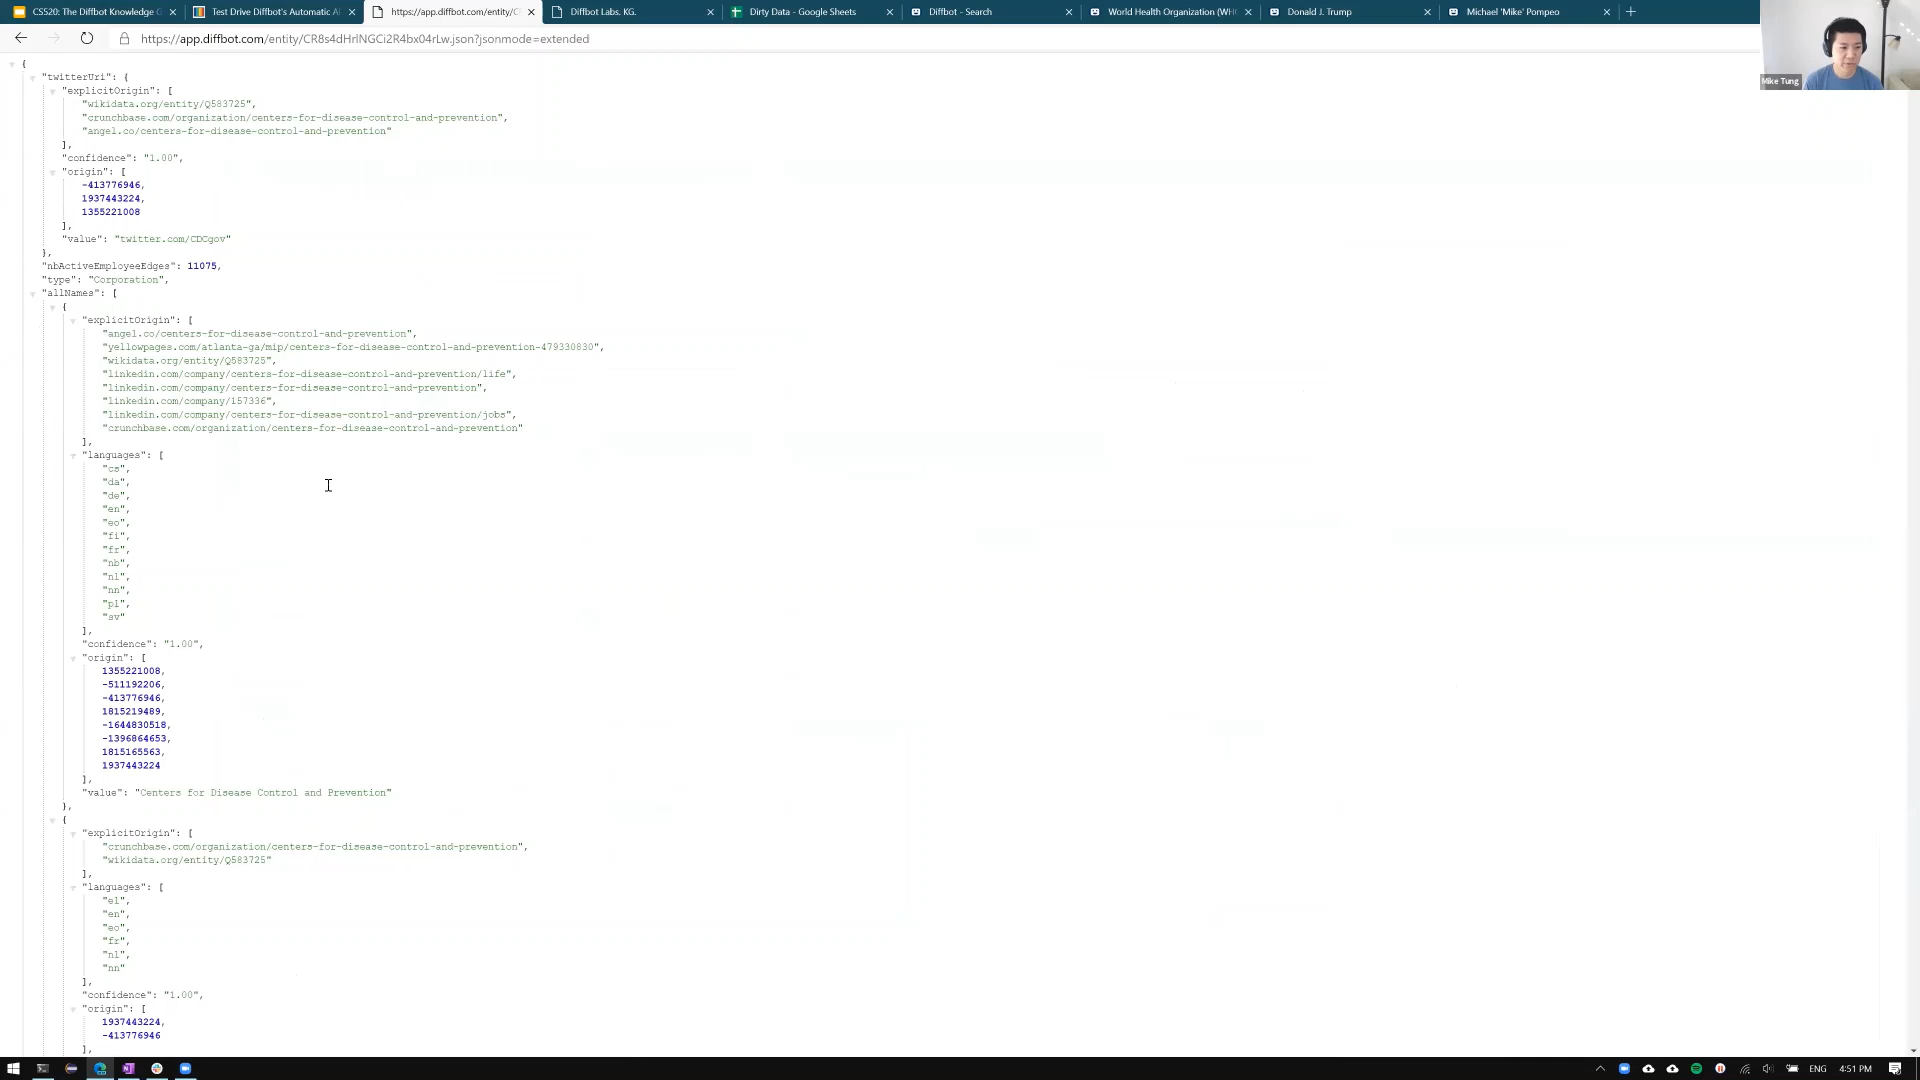 CS520: The Diffbot Knowledge G
Test Drive Diffbot's Automatic A
https://app.diffbot.com/entity/C
Diffbot Labs. KG.
Dirty Data - Google Sheets
Diffbot - Search
World Health Organization (WH
Donald J. Trump
Michael 'Mike' Pompeo
https://app.diffbot.com/entity/CR8s4dHrlNGCi2R4bx04rLw.json?jsonmode=extended
Mike Tung
{
"twitterUri": {
"explicitOrigin": [
"wikidata.org/entity/Q583725",
"crunchbase.com/organization/centers-for-disease-control-and-prevention",
"angel.co/centers-for-disease-control-and-prevention"
],
"confidence": "1.00",
"origin": [
-413776946,
1937443224,
1355221008
],
"value": "twitter.com/CDCgov"
},
"nbActiveEmployeeEdges": 11075,
"type": "Corporation",
"allNames": [
{
"explicitOrigin": [
"angel.co/centers-for-disease-control-and-prevention",
"yellowpages.com/atlanta-ga/mip/centers-for-disease-control-and-prevention-479330830",
"wikidata.org/entity/Q583725",
"linkedin.com/company/centers-for-disease-control-and-prevention/life",
"linkedin.com/company/centers-for-disease-control-and-prevention",
"linkedin.com/company/157336",
"linkedin.com/company/centers-for-disease-control-and-prevention/jobs",
"crunchbase.com/organization/centers-for-disease-control-and-prevention"
],
"languages": [
"cs",
"da",
"de",
"en",
"eo",
"fi",
"fr",
"nb",
"nl",
"nn",
"pl",
"sv"
],
"confidence": "1.00",
"origin": [
1355221008,
-511192206,
-413776946,
1815219489,
-1644830518,
-1396864653,
1815165563,
1937443224
],
"value": "Centers for Disease Control and Prevention"
},
{
"explicitOrigin": [
"crunchbase.com/organization/centers-for-disease-control-and-prevention",
"wikidata.org/entity/Q583725"
],
"languages": [
"el",
"en",
"eo",
"fr",
"nl",
"nn"
],
"confidence": "1.00",
"origin": [
1937443224,
-413776946
],
ENG
4:51 PM